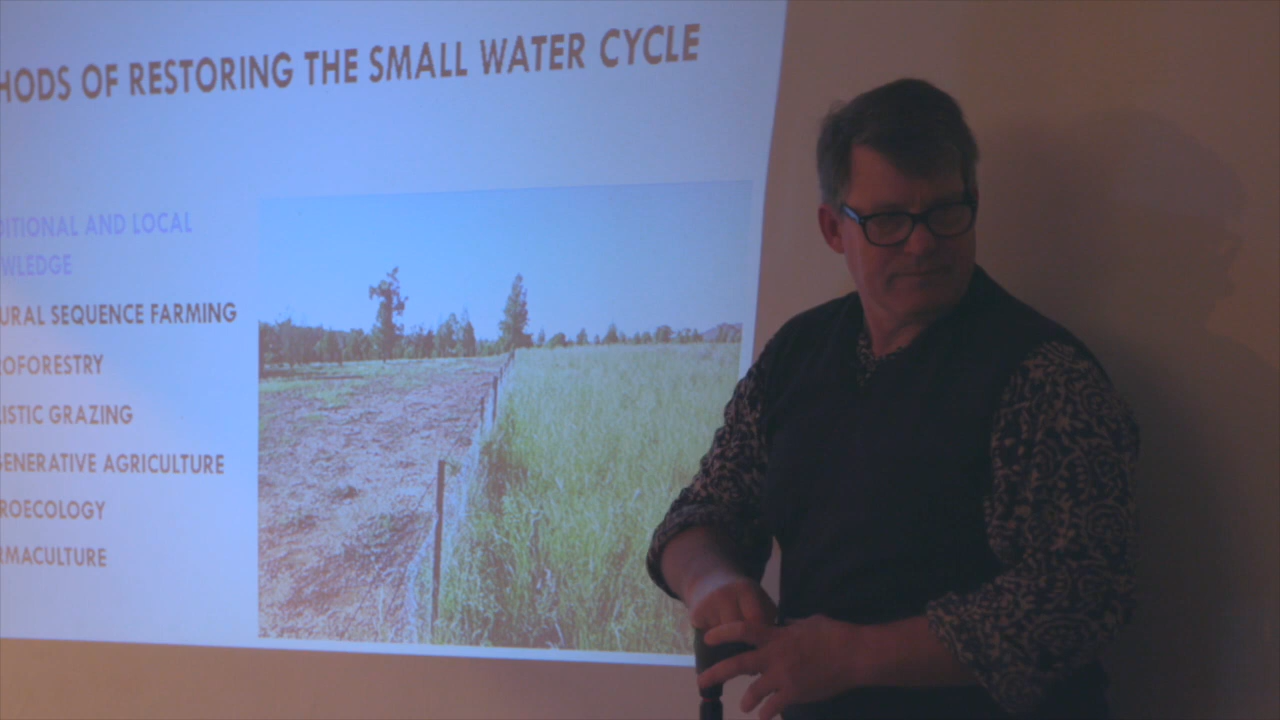 HODS OF RESTORING THE SMALL WATER CYCLE
DITIONAL AND LOCAL
WLEDGE
URAL SEQUENCE FARMING
ROFORESTRY
LISTIC GRAZING
GENERATIVE AGRICULTURE
ROECOLOGY
RMACULTURE